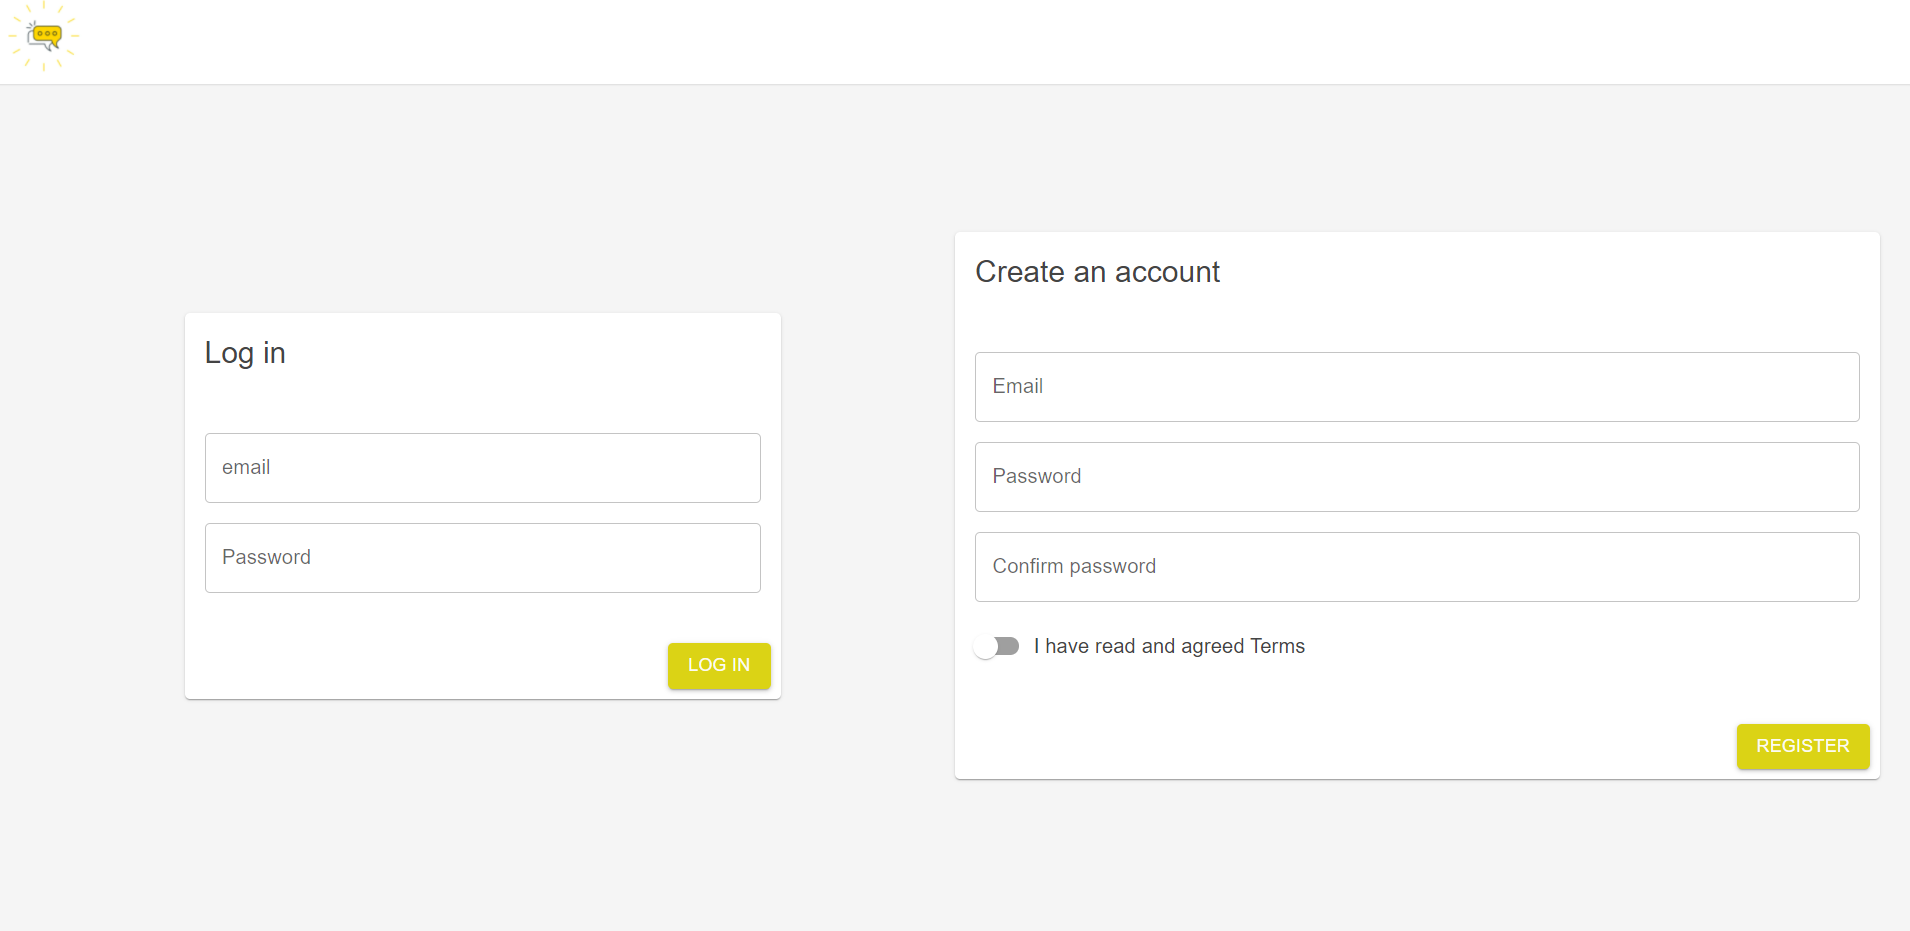 Log in
email
Password
LOG IN
Create an account
Email
Password
Confirm password
I have read and agreed Terms
REGISTER